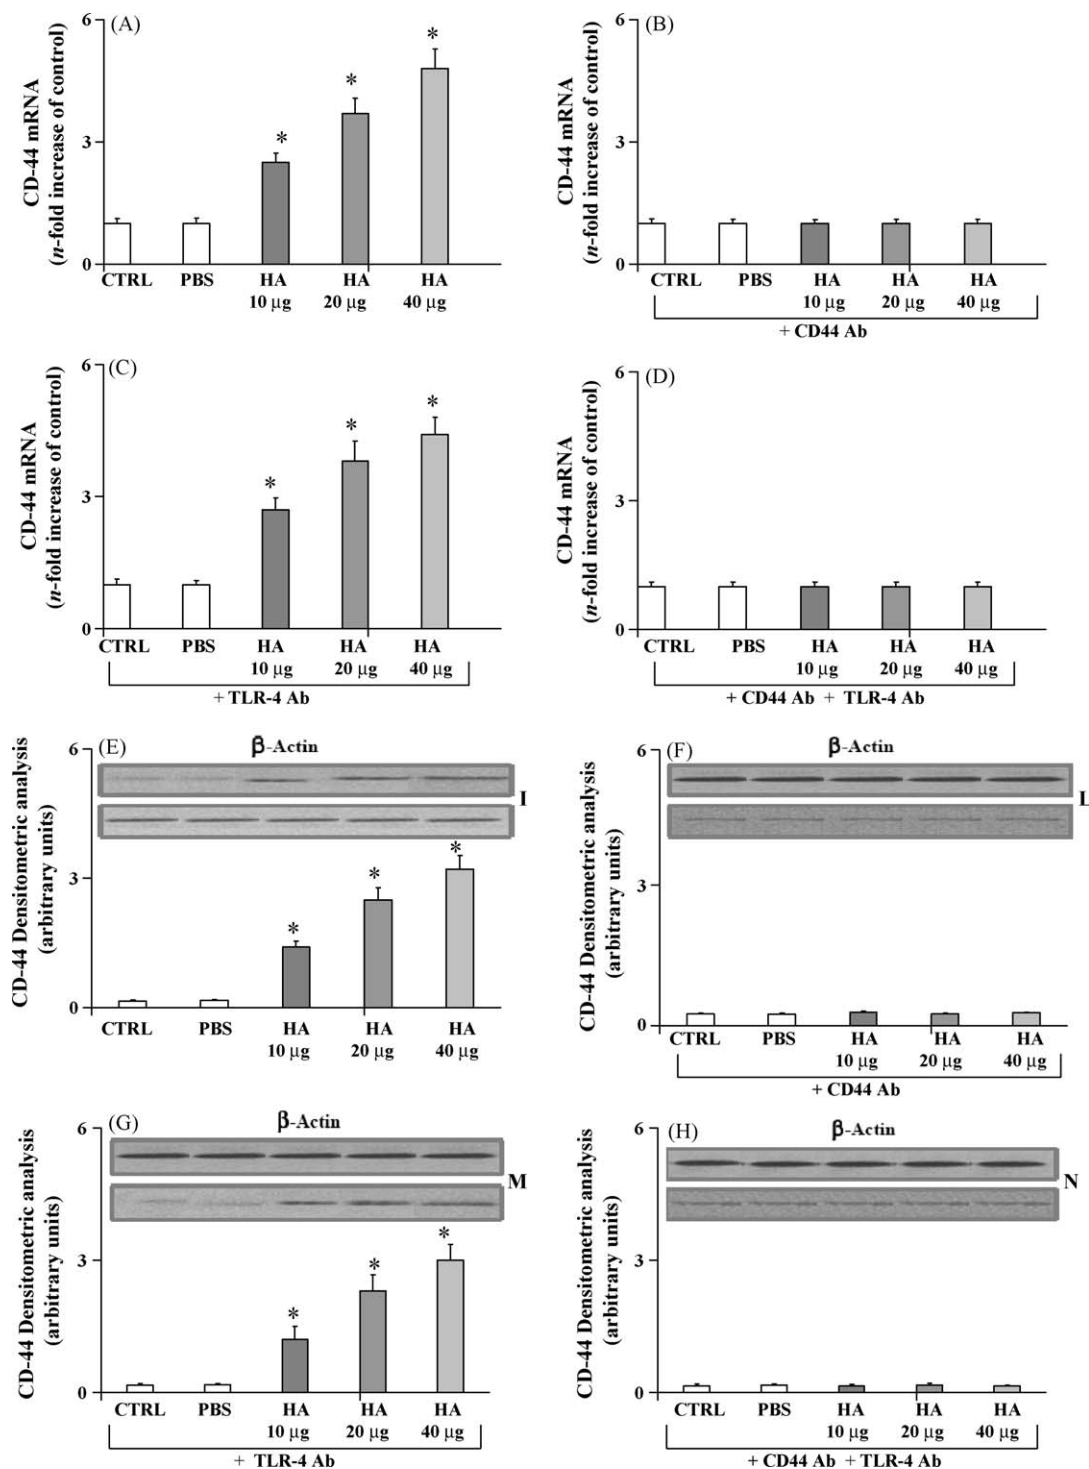 (A)
CD-44 mRNA
(n-fold increase of control)
6
3
0
CTRL PBS HA HA HA
10 µg 20 µg 40 µg
(B)
CD-44 mRNA
(n-fold increase of control)
6
3
0
CTRL PBS HA HA HA
10 µg 20 µg 40 µg
+ CD44 Ab
(C)
CD-44 mRNA
(n-fold increase of control)
6
3
0
CTRL PBS HA HA HA
10 µg 20 µg 40 µg
+ TLR-4 Ab
(D)
CD-44 mRNA
(n-fold increase of control)
6
3
0
CTRL PBS HA HA HA
10 µg 20 µg 40 µg
+ CD44 Ab + TLR-4 Ab
(E)
β-Actin
I
CD-44 Densitometric analysis
(arbitrary units)
6
3
0
CTRL PBS HA HA HA
10 µg 20 µg 40 µg
(F)
β-Actin
L
CD-44 Densitometric analysis
(arbitrary units)
6
3
0
CTRL PBS HA HA HA
10 µg 20 µg 40 µg
+ CD44 Ab
(G)
β-Actin
M
CD-44 Densitometric analysis
(arbitrary units)
6
3
0
CTRL PBS HA HA HA
10 µg 20 µg 40 µg
+ TLR-4 Ab
(H)
β-Actin
N
CD-44 Densitometric analysis
(arbitrary units)
6
3
0
CTRL PBS HA HA HA
10 µg 20 µg 40 µg
+ CD44 Ab + TLR-4 Ab